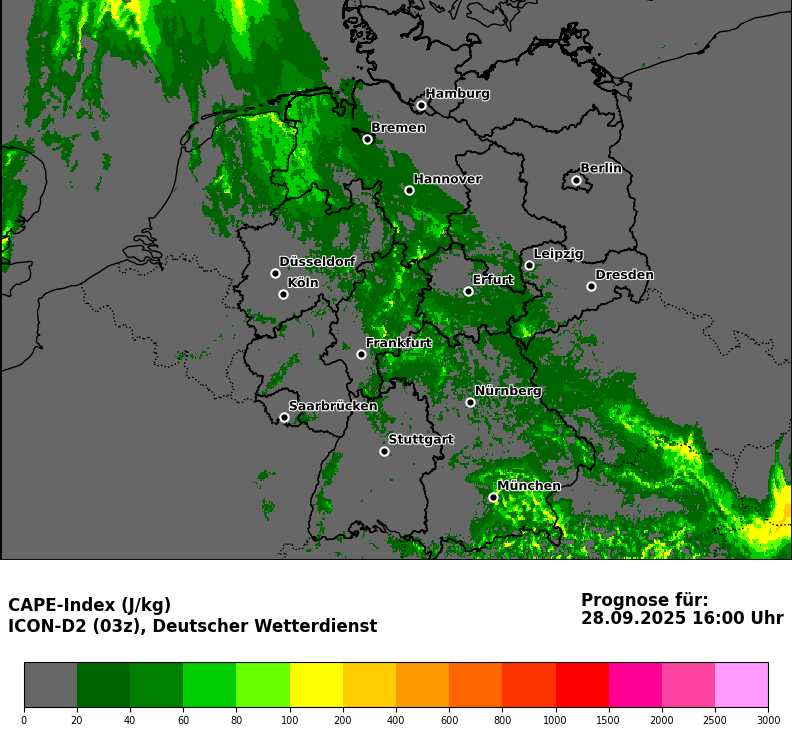 Hamburg
Bremen
Berlin
Hannover
Leipzig
Düsseldorf
Dresden
Köln
Erfurt
Frankfurt
Nürnberg
Saarbrücken
Stuttgart
München
CAPE-Index (J/kg)
ICON-D2 (03z), Deutscher Wetterdienst
Prognose für:
28.09.2025 16:00 Uhr
0 20 40 60 80 100 200 400 600 800 1000 1500 2000 2500 3000